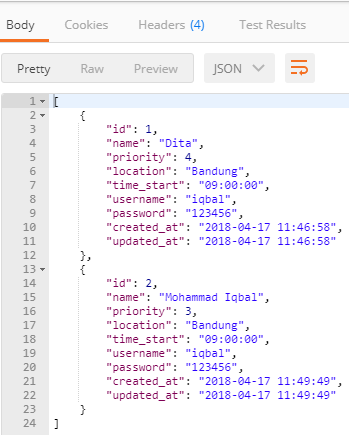 Body Cookies Headers (4) Test Results
Pretty Raw Preview JSON
1 [
2 {
3 "id": 1,
4 "name": "Dita",
5 "priority": 4,
6 "location": "Bandung",
7 "time_start": "09:00:00",
8 "username": "iqbal",
9 "password": "123456",
10 "created_at": "2018-04-17 11:46:58",
11 "updated_at": "2018-04-17 11:46:58"
12 },
13 {
14 "id": 2,
15 "name": "Mohammad Iqbal",
16 "priority": 3,
17 "location": "Bandung",
18 "time_start": "09:00:00",
19 "username": "iqbal",
20 "password": "123456",
21 "created_at": "2018-04-17 11:49:49",
22 "updated_at": "2018-04-17 11:49:49"
23 }
24 ]